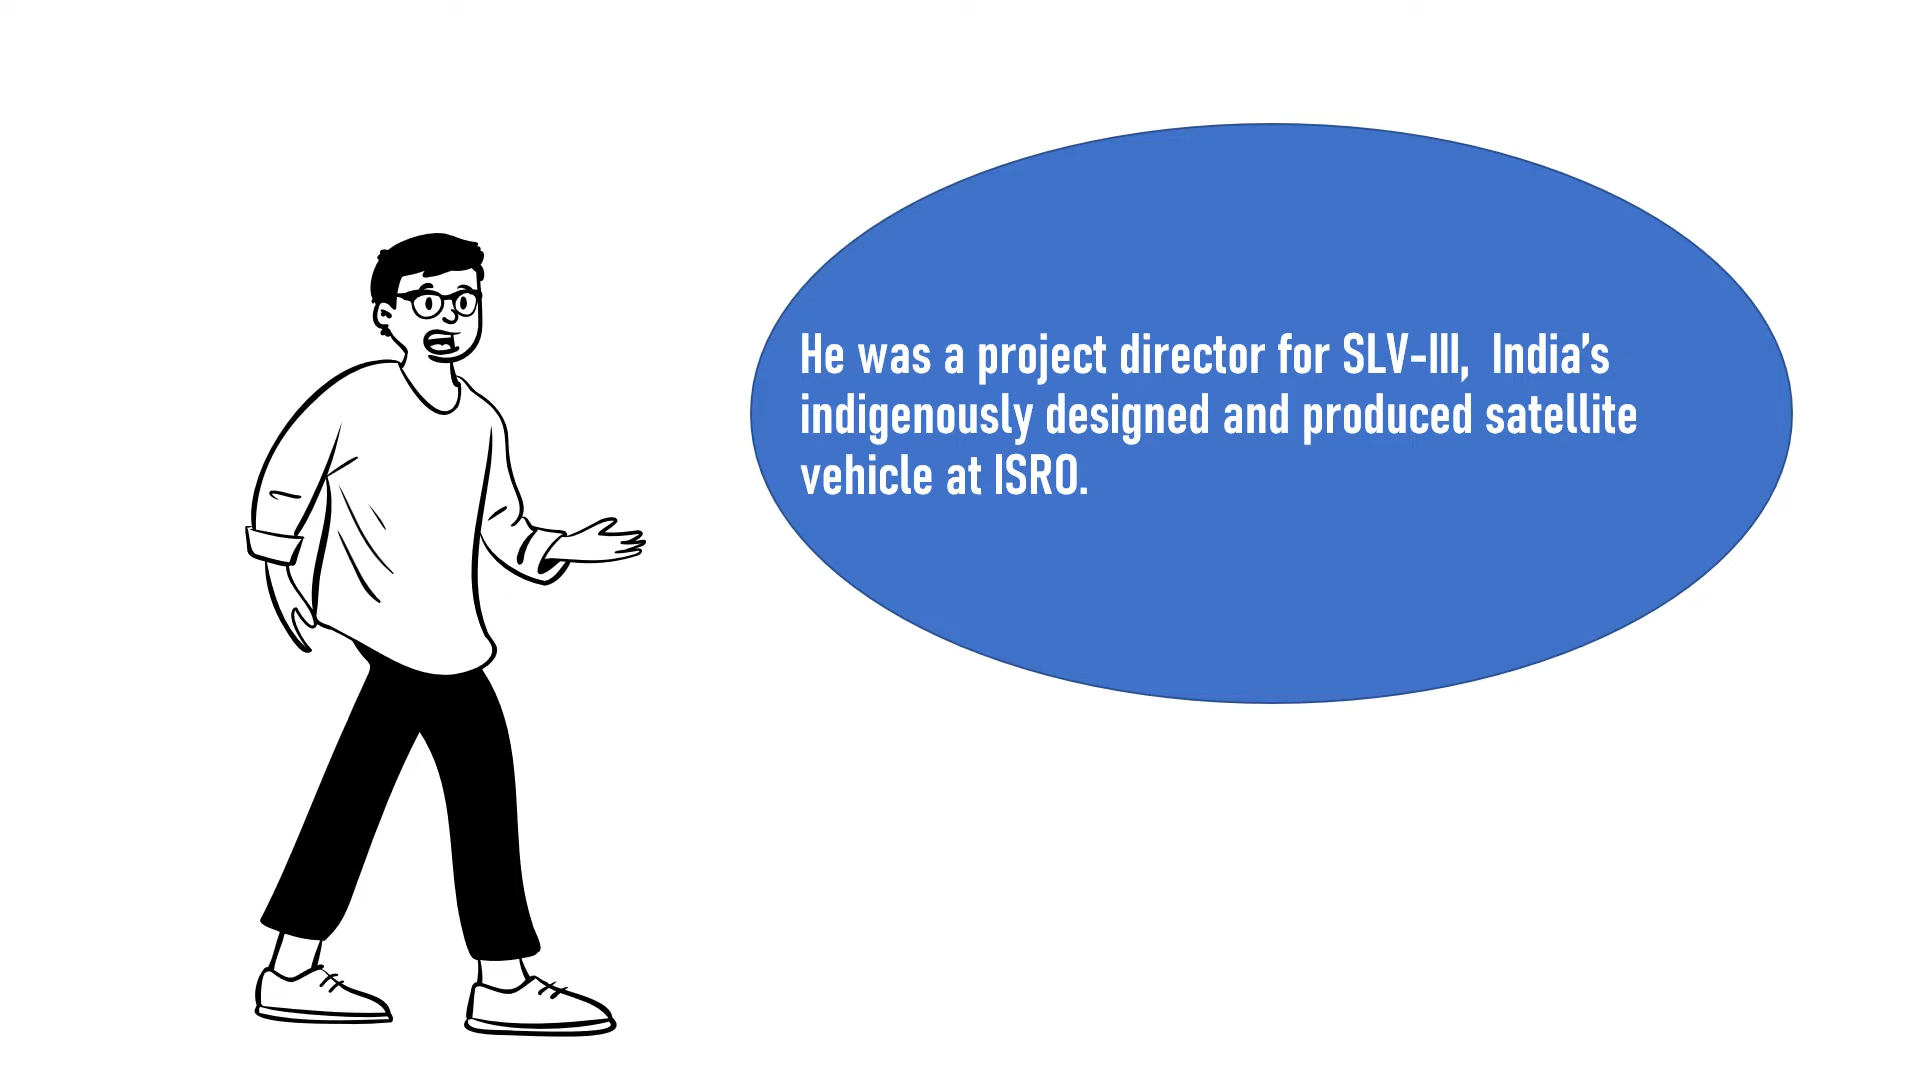 He was a project director for SLV-III,  India’s
indigenously designed and produced satellite
vehicle at ISRO.